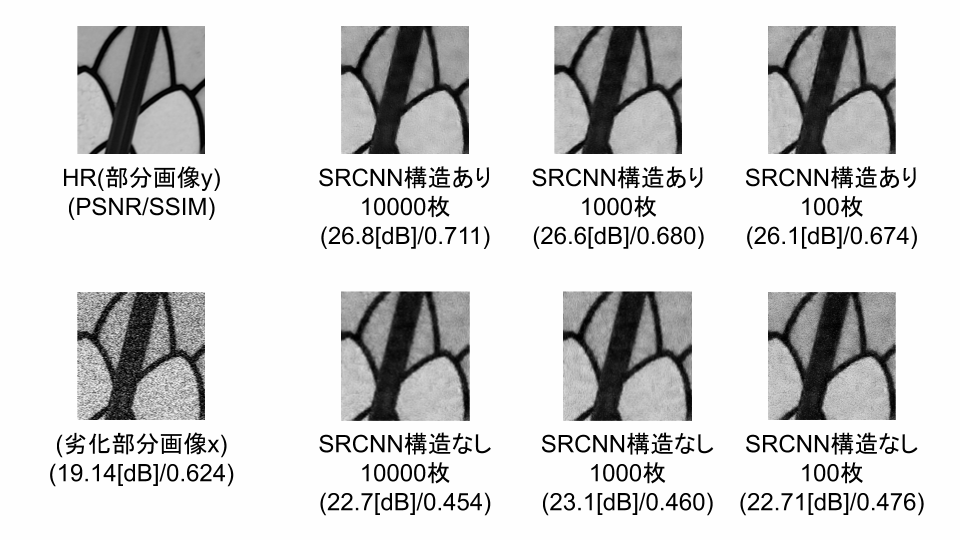 HR(部分画像y)
(PSNR/SSIM)
SRCNN構造あり
10000枚
(26.8[dB]/0.711)
SRCNN構造あり
1000枚
(26.6[dB]/0.680)
SRCNN構造あり
100枚
(26.1[dB]/0.674)
(劣化部分画像x)
(19.14[dB]/0.624)
SRCNN構造なし
10000枚
(22.7[dB]/0.454)
SRCNN構造なし
1000枚
(23.1[dB]/0.460)
SRCNN構造なし
100枚
(22.71[dB]/0.476)